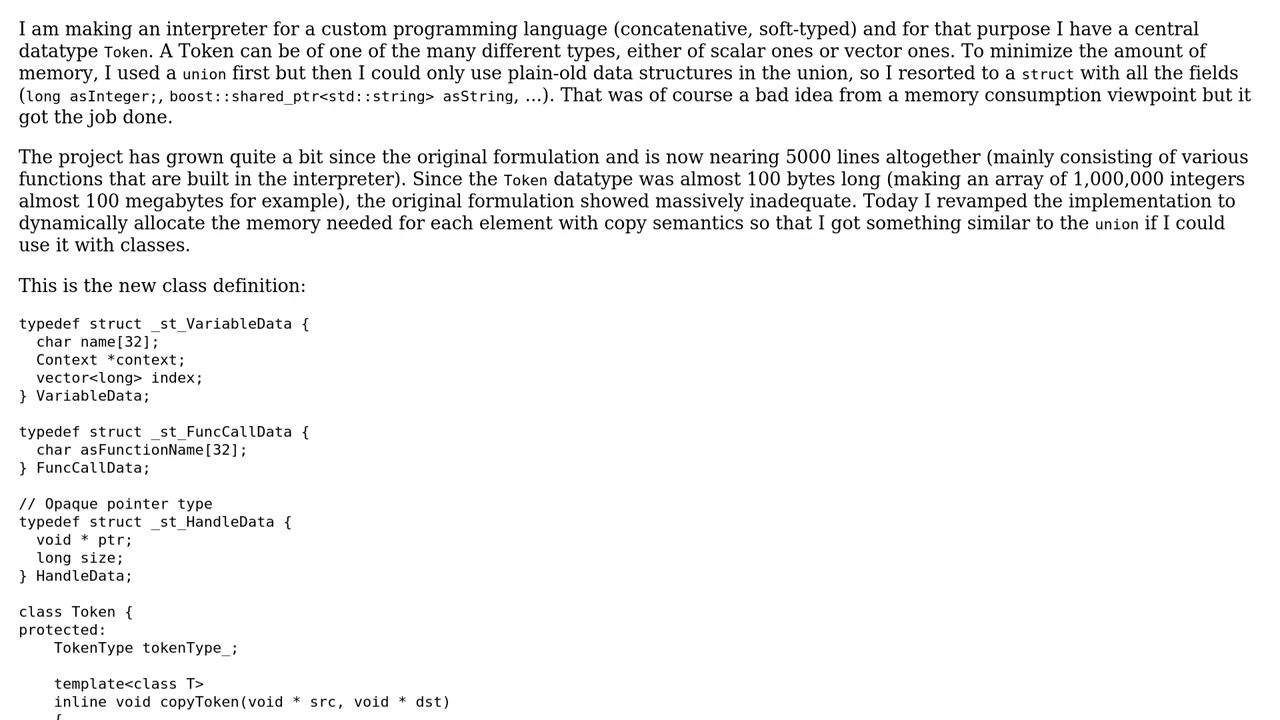 I am making an interpreter for a custom programming language (concatenative, soft-typed) and for that purpose I have a central
datatype Token. A Token can be of one of the many different types, either of scalar ones or vector ones. To minimize the amount of
memory, I used a union first but then I could only use plain-old data structures in the union, so I resorted to a struct with all the fields
(long asInteger;, boost::shared_ptr<std::string> asString, ...). That was of course a bad idea from a memory consumption viewpoint but it
got the job done.
The project has grown quite a bit since the original formulation and is now nearing 5000 lines altogether (mainly consisting of various
functions that are built in the interpreter). Since the Token datatype was almost 100 bytes long (making an array of 1,000,000 integers
almost 100 megabytes for example), the original formulation showed massively inadequate. Today I revamped the implementation to
dynamically allocate the memory needed for each element with copy semantics so that I got something similar to the union if I could
use it with classes.
This is the new class definition:
typedef struct _st_VariableData {
  char name[32];
  Context *context;
  vector<long> index;
} VariableData;
typedef struct _st_FuncCallData {
  char asFunctionName[32];
} FuncCallData;
// Opaque pointer type
typedef struct _st_HandleData {
  void * ptr;
  long size;
} HandleData;
class Token {
protected:
    TokenType tokenType_;
    template<class T>
    inline void copyToken(void * src, void * dst)
    {